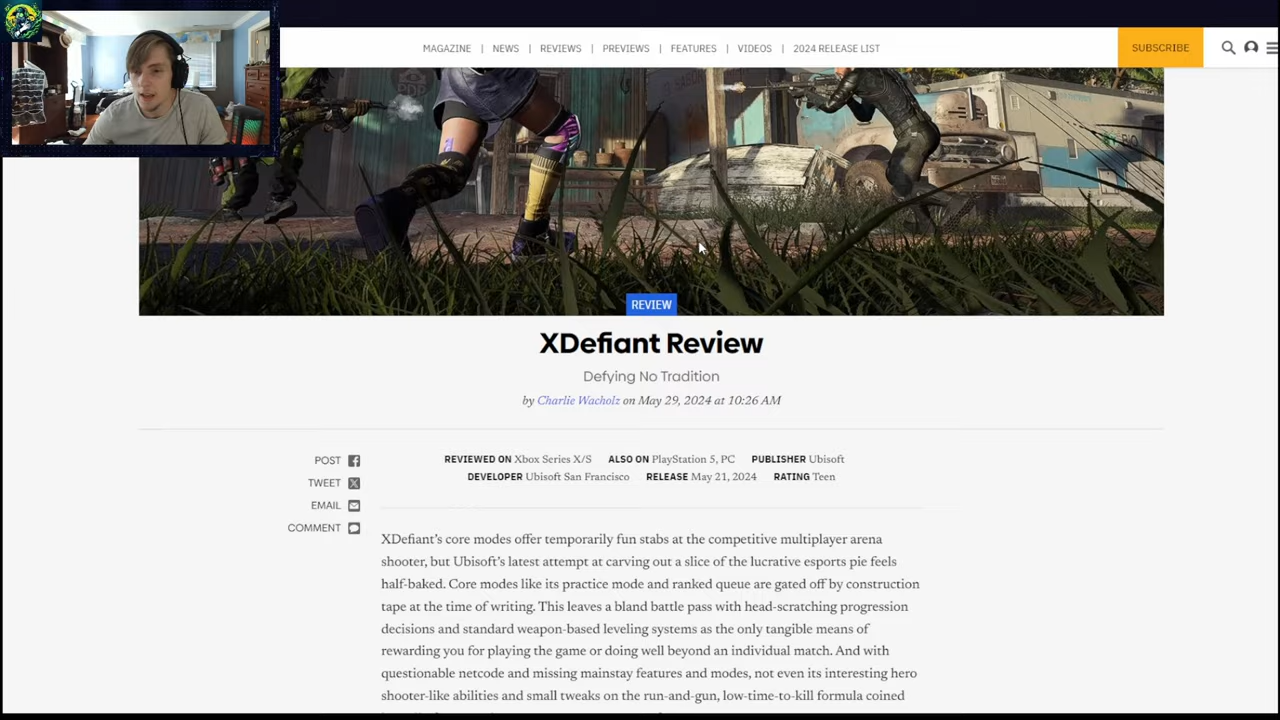 MAGAZINE | NEWS | REVIEWS | PREVIEWS | FEATURES | VIDEOS | 2024 RELEASE LIST
SUBSCRIBE
REVIEW
XDefiant Review
Defying No Tradition
by Charlie Wacholz on May 29, 2024 at 10:26 AM
POST
TWEET
EMAIL
COMMENT
REVIEWED ON Xbox Series X/S ALSO ON PlayStation 5, PC PUBLISHER Ubisoft
DEVELOPER Ubisoft San Francisco RELEASE May 21, 2024 RATING Teen
XDefiant’s core modes offer temporarily fun stabs at the competitive multiplayer arena
shooter, but Ubisoft’s latest attempt at carving out a slice of the lucrative esports pie feels
half-baked. Core modes like its practice mode and ranked queue are gated off by construction
tape at the time of writing. This leaves a bland battle pass with head-scratching progression
decisions and standard weapon-based leveling systems as the only tangible means of
rewarding you for playing the game or doing well beyond an individual match. And with
questionable netcode and missing mainstay features and modes, not even its interesting hero
shooter-like abilities and small tweaks on the run-and-gun, low-time-to-kill formula coined